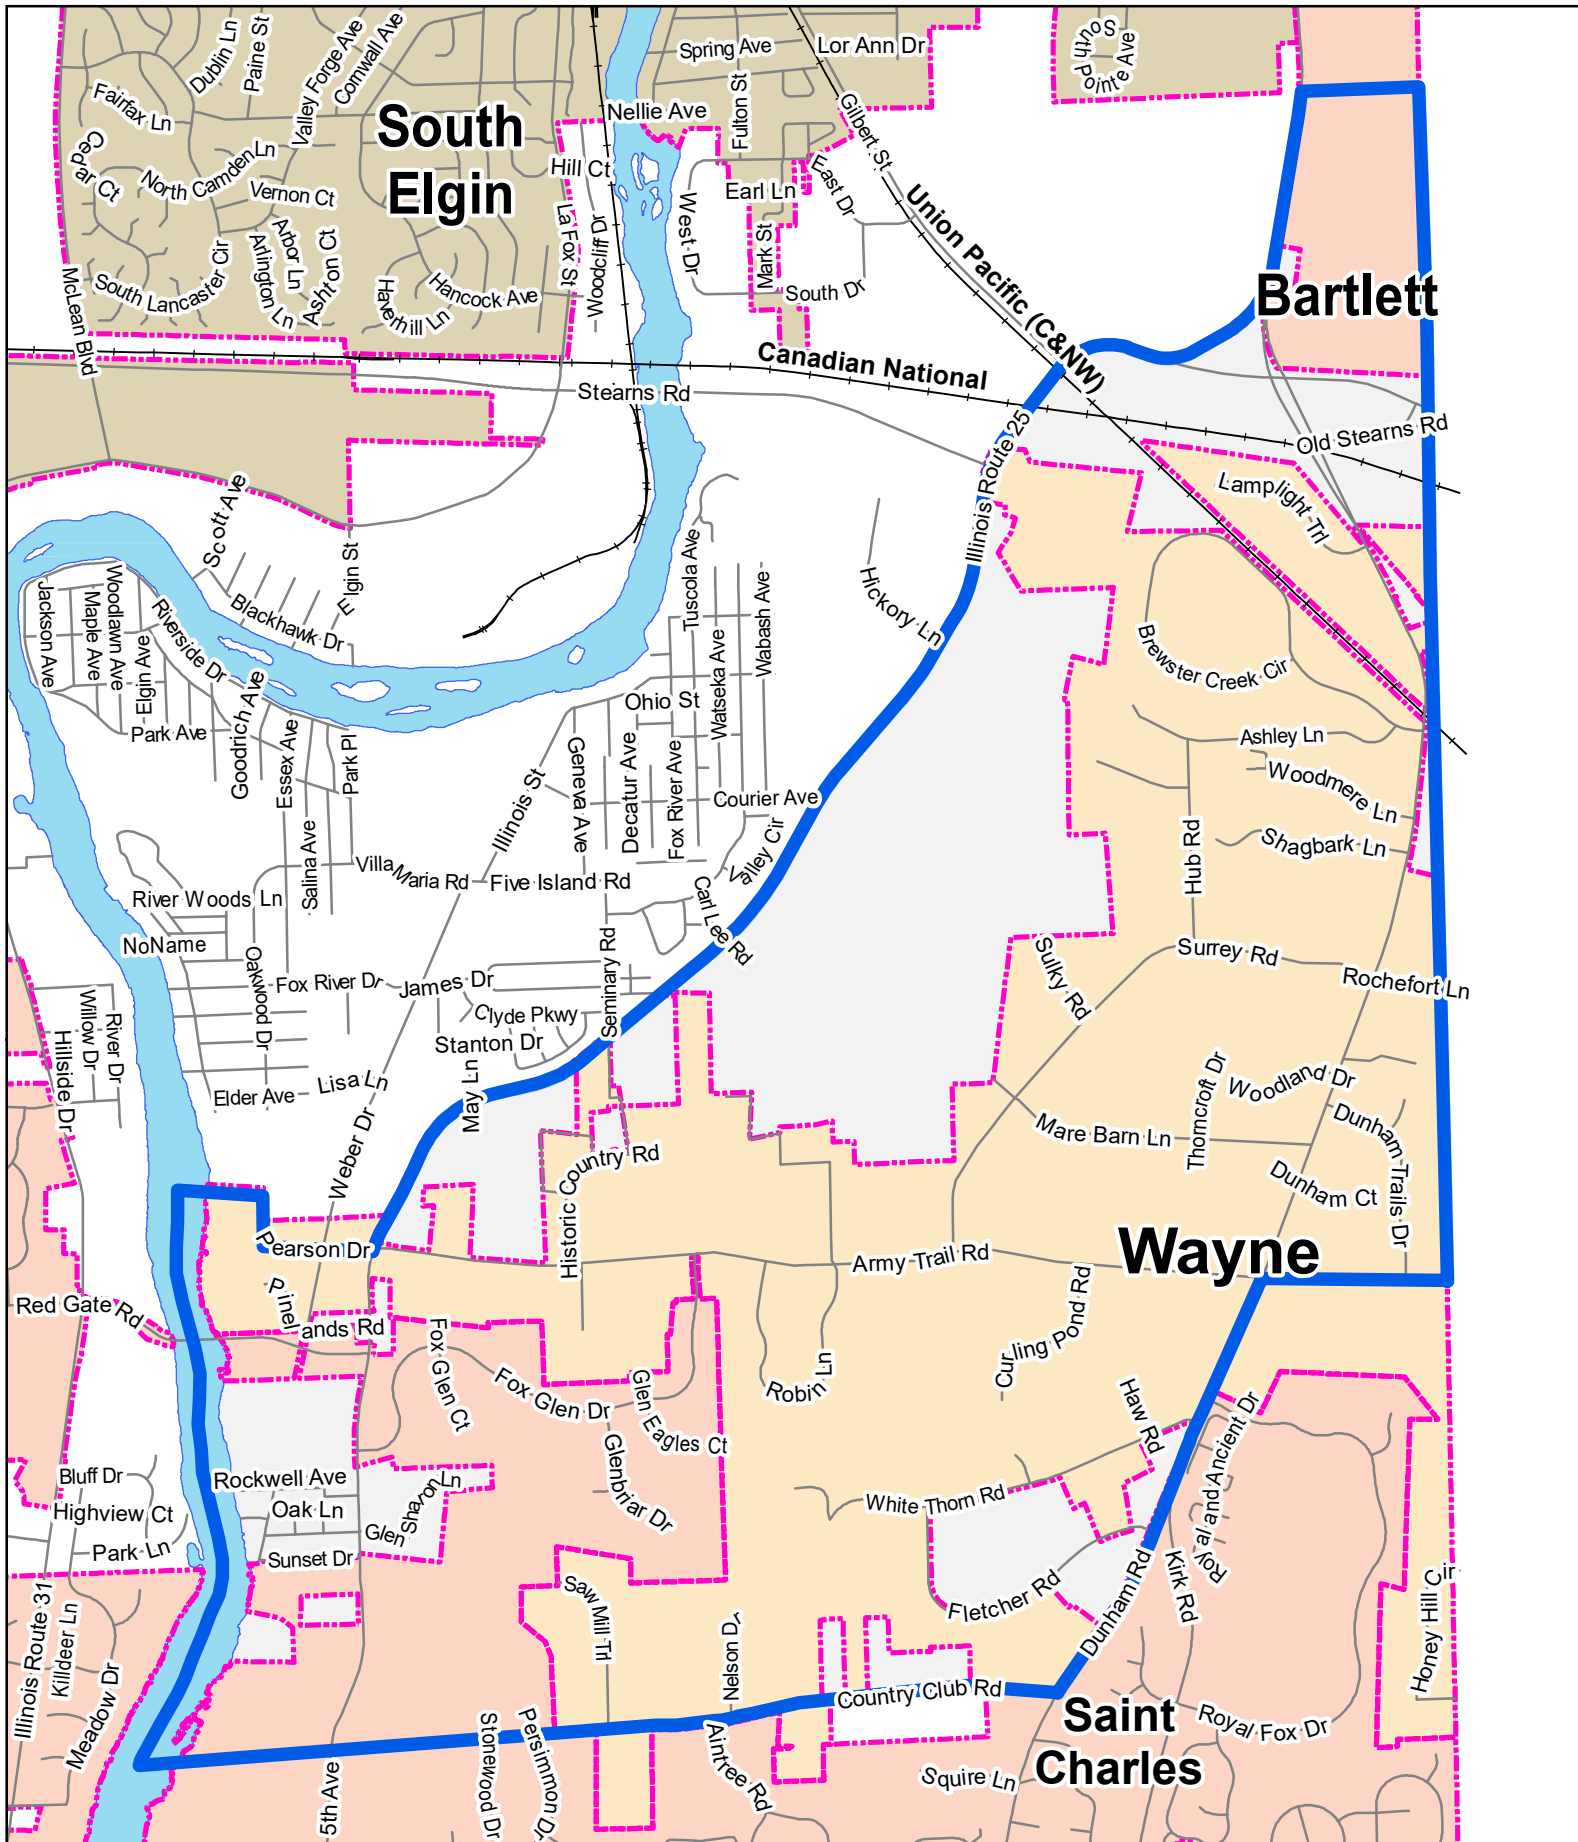 Dublin Ln
Paine St
Valley Forge Ave
Cornwall Ave
Spring Ave
Lor Ann Dr
South Pointe Ave
Fairfax Ln
South
Elgin
Nellie Ave
Fulton St
Gilbert St
Cedar Ct
North Camden Ln
Vernon Ct
Hill Ct
Earl Ln
East Dr
Union Pacific (C&NW)
Arbor Ln
Arlington Ln
Ashton Ct
La Fox St
Woodcliff Dr
West Dr
Mark St
South Lancaster Cir
Haverhill Ln
Hancock Ave
South Dr
Bartlett
McLean Blvd
Canadian National
Stearns Rd
Old Stearns Rd
Illinois Route 25
Lamplight Trl
Scott Ave
Elgin St
Blackhawk Dr
Jackson Ave
Maple Ave
Woodlawn Ave
Elgin Ave
Riverside Dr
Tuscola Ave
Wabash Ave
Watseka Ave
Hickory Ln
Brewster Creek Cir
Ohio St
Park Ave
Goodrich Ave
Essex Ave
Park Pl
Geneva Ave
Decatur Ave
Fox River Ave
Ashley Ln
Woodmere Ln
Courier Ave
Illinois St
Salina Ave
Valley Cir
Hub Rd
Shagbark Ln
Villa Maria Rd
Five Island Rd
River Woods Ln
Carl Lee Rd
NoName
Oakwood Dr
Fox River Dr
James Dr
Seminary Rd
Sulky Rd
Surrey Rd
Rochefort Ln
Willow Dr
River Dr
Hillside Dr
Clyde Pkwy
Stanton Dr
Elder Ave
Lisa Ln
May Ln
Weber Dr
Thorncroft Dr
Woodland Dr
Mare Barn Ln
Dunham Trails Dr
Historic Country Rd
Dunham Ct
Pearson Dr
Army Trail Rd
Wayne
Red Gate Rd
Pinelands Rd
Fox Glen Ct
Fox Glen Dr
Glen Eagles Ct
Robin Ln
Curling Pond Rd
Haw Rd
Royal and Ancient Dr
Bluff Dr
Rockwell Ave
Glenbriar Dr
White Thorn Rd
Highview Ct
Oak Ln
Glen Sharon Ln
Park Ln
Sunset Dr
Saw Mill Trl
Nelson Dr
Fletcher Rd
Dunham Rd
Kirk Rd
Honey Hill Cir
Illinois Route 31
Killdeer Ln
Meadow Dr
Country Club Rd
Saint
Charles
Royal Fox Dr
5th Ave
Stonewood Dr
Persimmon Dr
Aintree Rd
Squire Ln